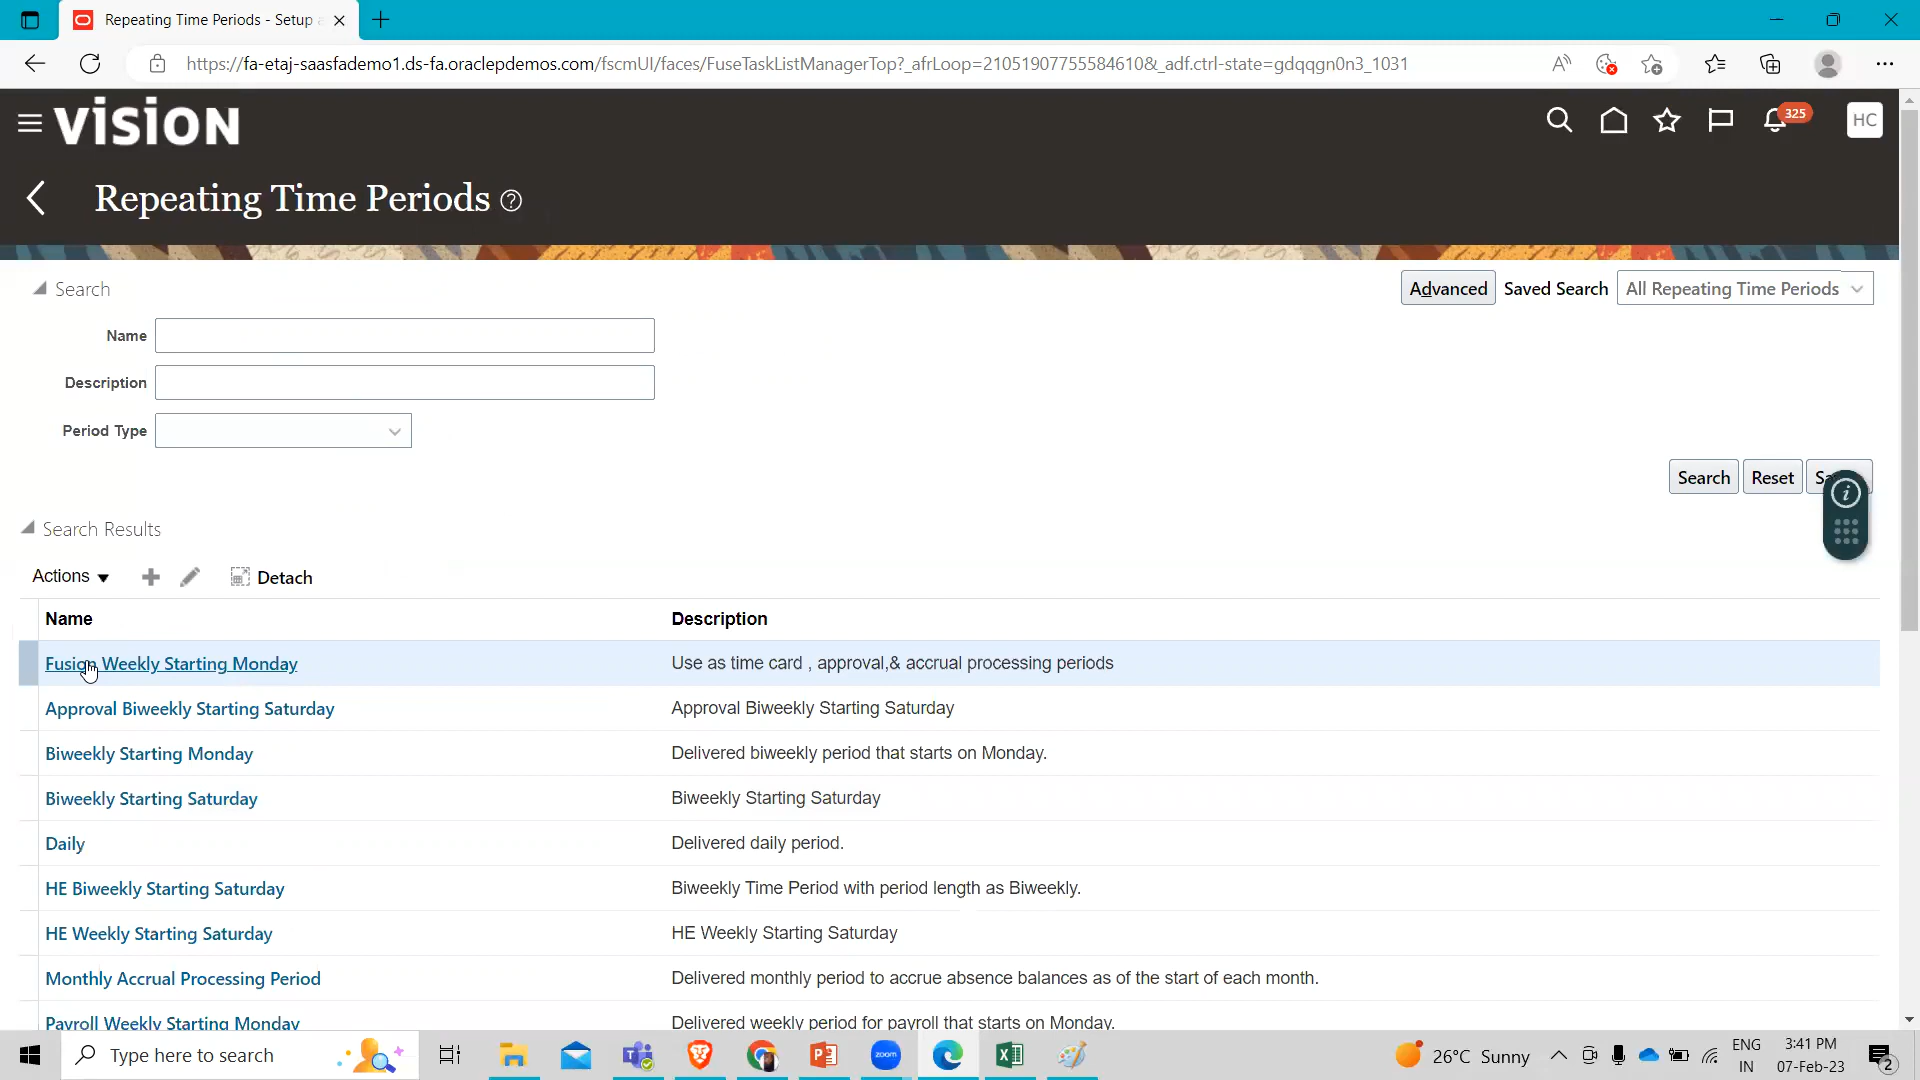 Repeating Time Periods - Setup a
https://fa-etaj-saasfademo1.ds-fa.oraclepdemos.com/fscmUI/faces/FuseTaskListManagerTop?_afrLoop=21051907755584610&_adf.ctrl-state=gdqqgn0n3_1031
vision
325
HC
Repeating Time Periods
Search
Advanced Saved Search All Repeating Time Periods
Name
Description
Period Type
Search Reset
Search Results
Actions Detach
Name Description
Fusion Weekly Starting Monday Use as time card , approval,& accrual processing periods
Approval Biweekly Starting Saturday Approval Biweekly Starting Saturday
Biweekly Starting Monday Delivered biweekly period that starts on Monday.
Biweekly Starting Saturday Biweekly Starting Saturday
Daily Delivered daily period.
HE Biweekly Starting Saturday Biweekly Time Period with period length as Biweekly.
HE Weekly Starting Saturday HE Weekly Starting Saturday
Monthly Accrual Processing Period Delivered monthly period to accrue absence balances as of the start of each month.
Payroll Weekly Starting Monday Delivered weekly period for payroll that starts on Monday.
Type here to search
zoom
26°C Sunny
ENG
IN
3:41 PM
07-Feb-23
2